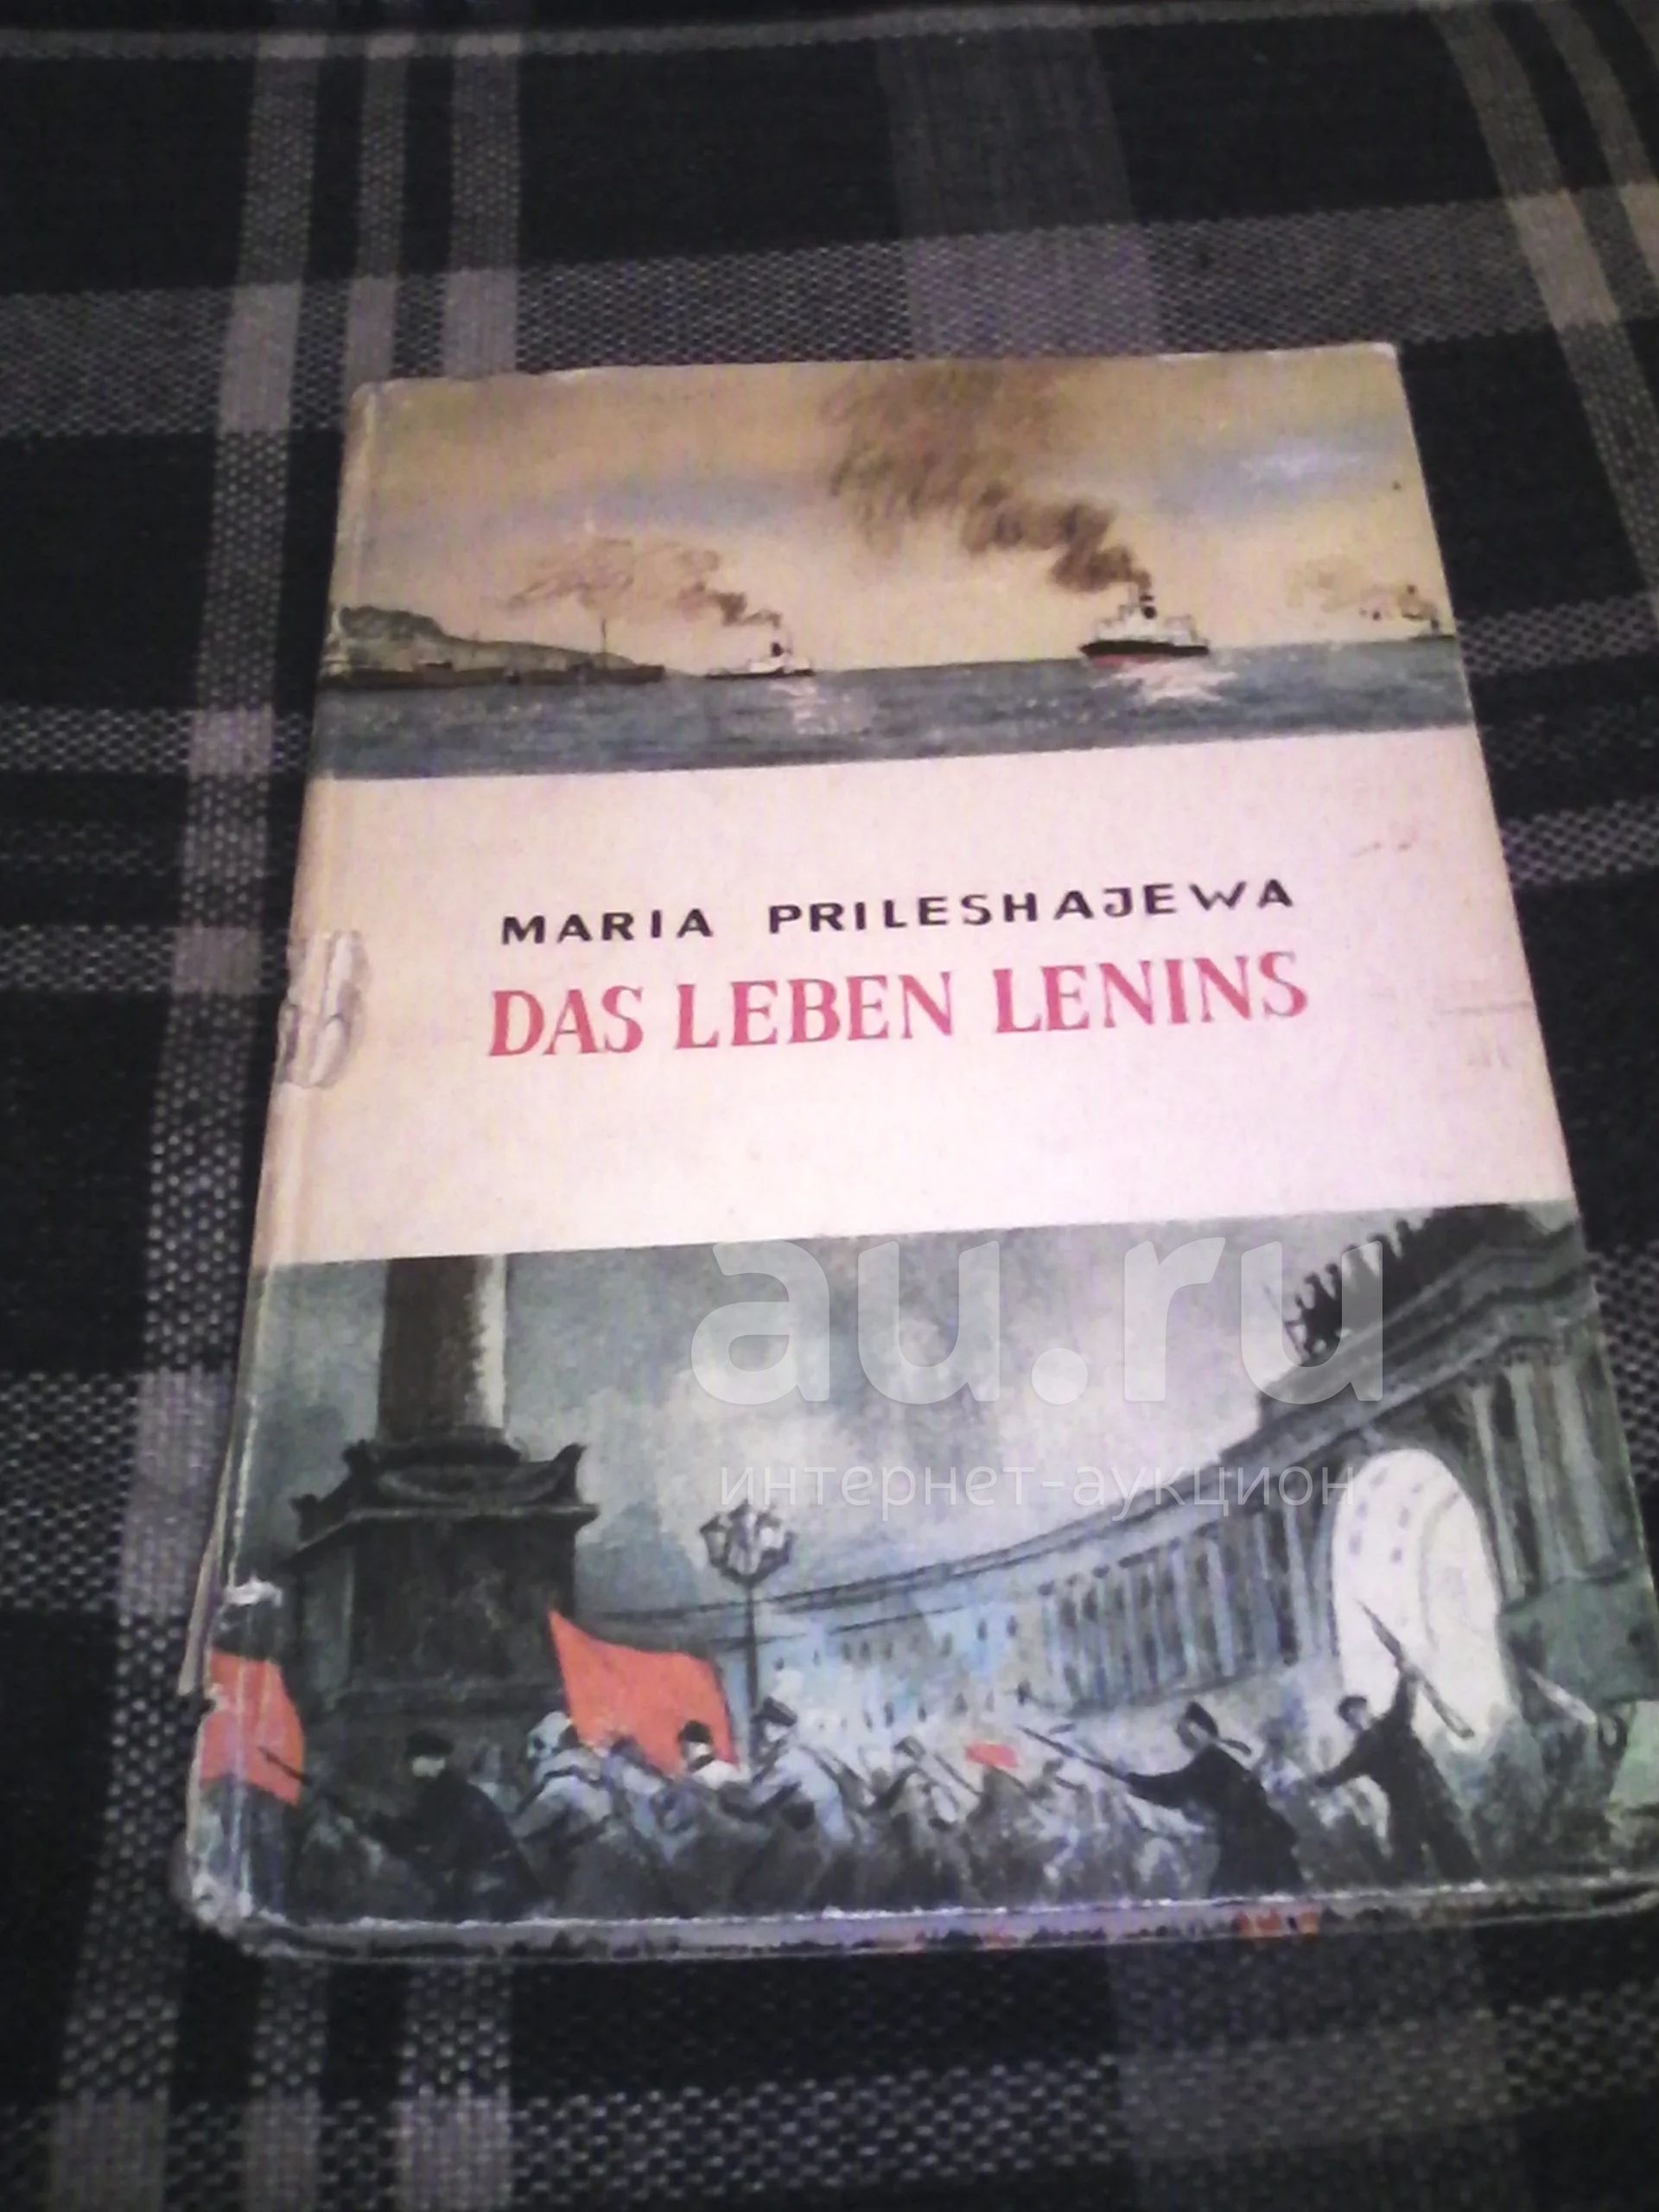 MARIA PRILESHAJEWA
DAS LEBEN LENINS
au.ru
интернет-аукцион